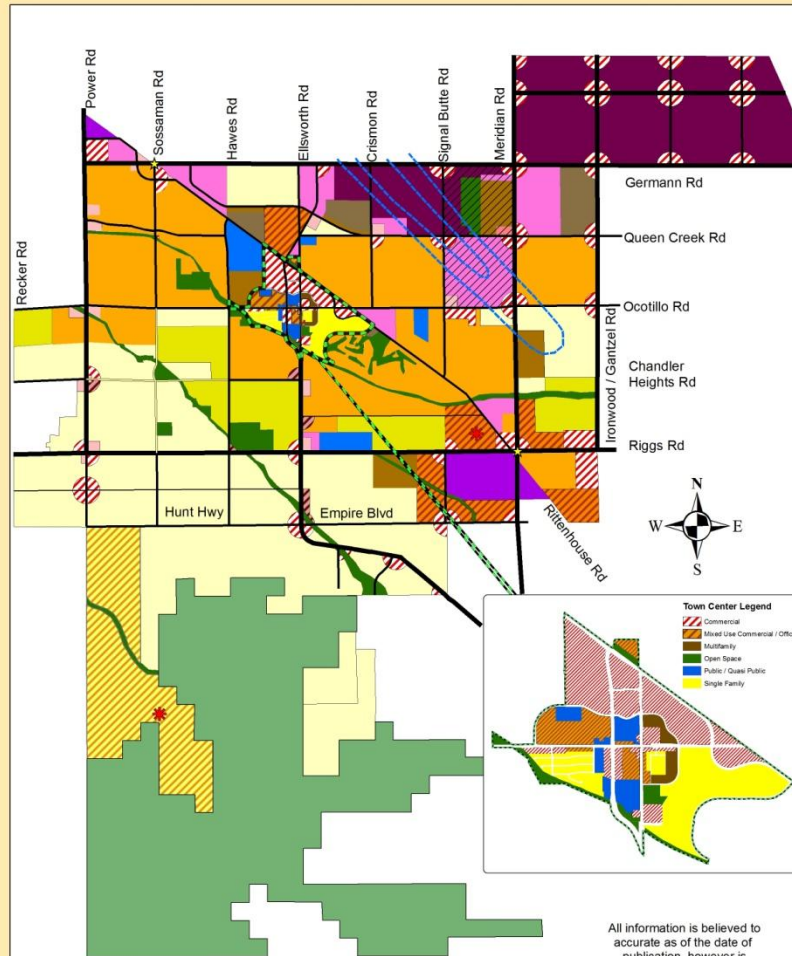 Power Rd
Sossaman Rd
Hawes Rd
Ellsworth Rd
Crismon Rd
Signal Butte Rd
Meridian Rd
Germann Rd
Queen Creek Rd
Recker Rd
Ocotillo Rd
Ironwood / Gantzel Rd
Chandler
Heights Rd
Riggs Rd
Hunt Hwy
Empire Blvd
Rittenhouse Rd
N
W
E
S
Town Center Legend
Commercial
Mixed Use Commercial / Offic
Multifamily
Open Space
Public / Quasi Public
Single Family
All information is believed to
accurate as of the date of
publication, however is